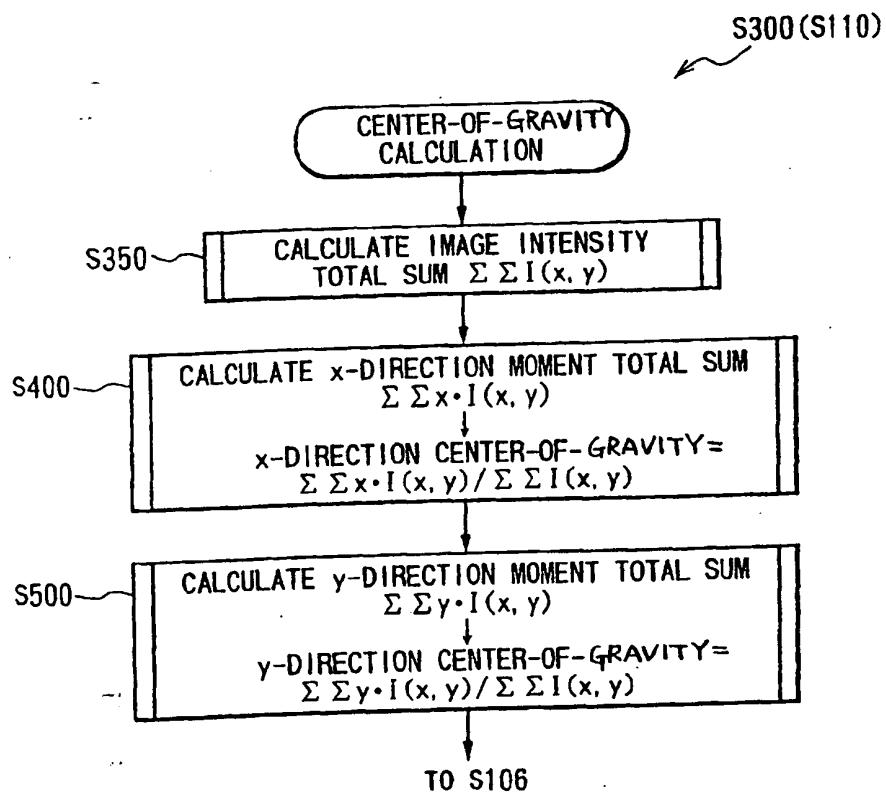 S300(S110)
CENTER-OF-GRAVITY
CALCULATION
S350
CALCULATE IMAGE INTENSITY
TOTAL SUM Σ Σ I(x, y)
S400
CALCULATE x-DIRECTION MOMENT TOTAL SUM
Σ Σ x·I(x, y)
x-DIRECTION CENTER-OF-GRAVITY=
Σ Σ x·I(x, y)/Σ Σ I(x, y)
S500
CALCULATE y-DIRECTION MOMENT TOTAL SUM
Σ Σ y·I(x, y)
y-DIRECTION CENTER-OF-GRAVITY=
Σ Σ y·I(x, y)/Σ Σ I(x, y)
TO S106